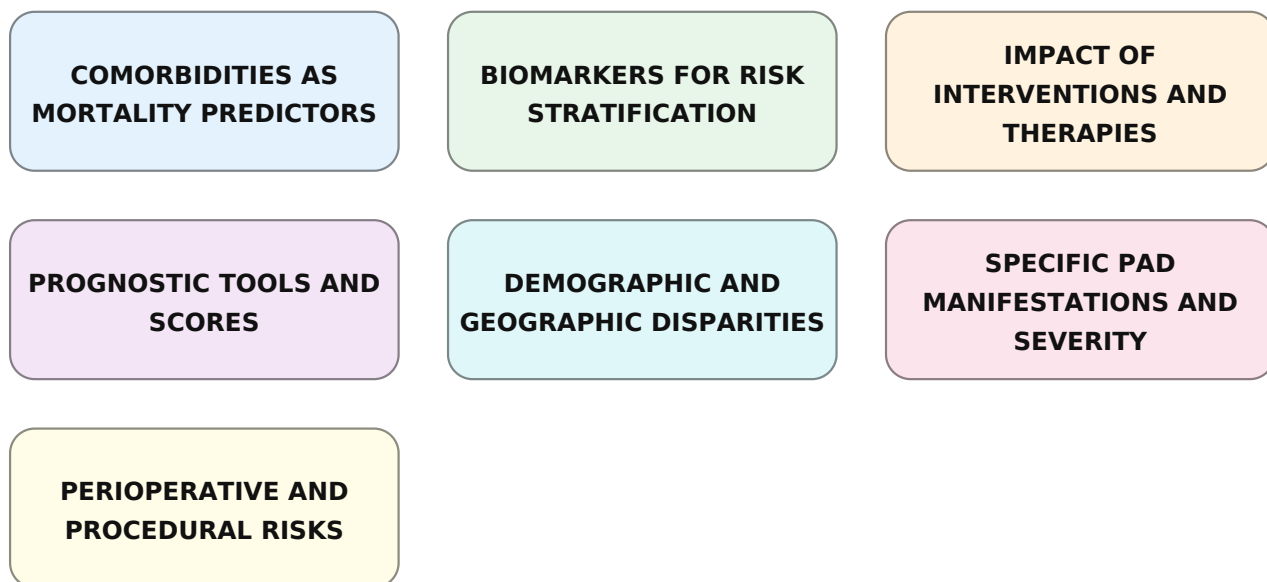 COMORBIDITIES AS
MORTALITY PREDICTORS
BIOMARKERS FOR RISK
STRATIFICATION
IMPACT OF
INTERVENTIONS AND
THERAPIES
PROGNOSTIC TOOLS AND
SCORES
DEMOGRAPHIC AND
GEOGRAPHIC DISPARITIES
SPECIFIC PAD
MANIFESTATIONS AND
SEVERITY
PERIOPERATIVE AND
PROCEDURAL RISKS